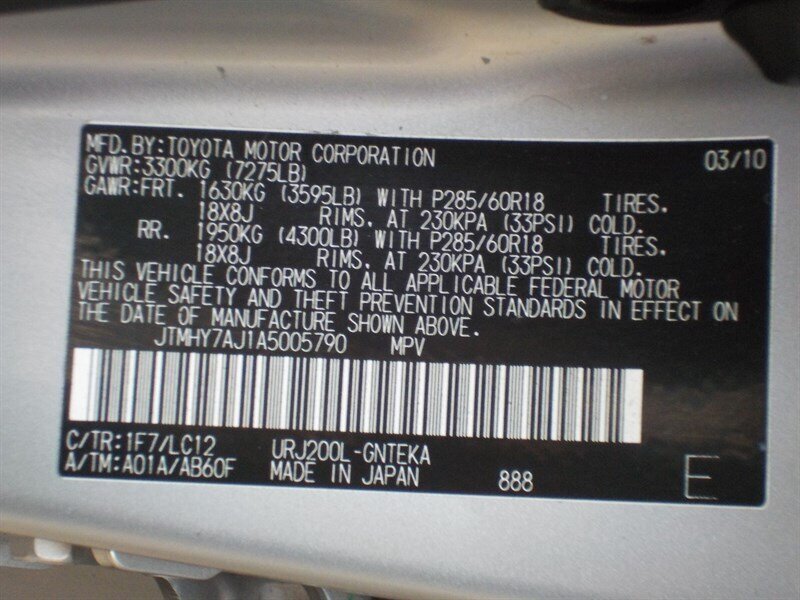 MFD.BY:TOYOTA MOTOR CORPORATION 03/10
GVWR:3300KG (7275LB)
GAWR:FRT. 1630KG (3595LB) WITH P285/60R18 TIRES.
18X8J RIMS. AT 230KPA (33PSI) COLD.
RR. 1950KG (4300LB) WITH P285/60R18 TIRES.
18X8J RIMS. AT 230KPA (33PSI) COLD.
THIS VEHICLE CONFORMS TO ALL APPLICABLE FEDERAL MOTOR
VEHICLE SAFETY AND THEFT PREVENTION STANDARDS IN EFFECT ON
THE DATE OF MANUFACTURE SHOWN ABOVE.
JTMHY7AJ1A5005790 MPV
C/TR:1F7/LC12 URJ200L-GNTEKA
A/TM:A01A/AB60F MADE IN JAPAN 888 E